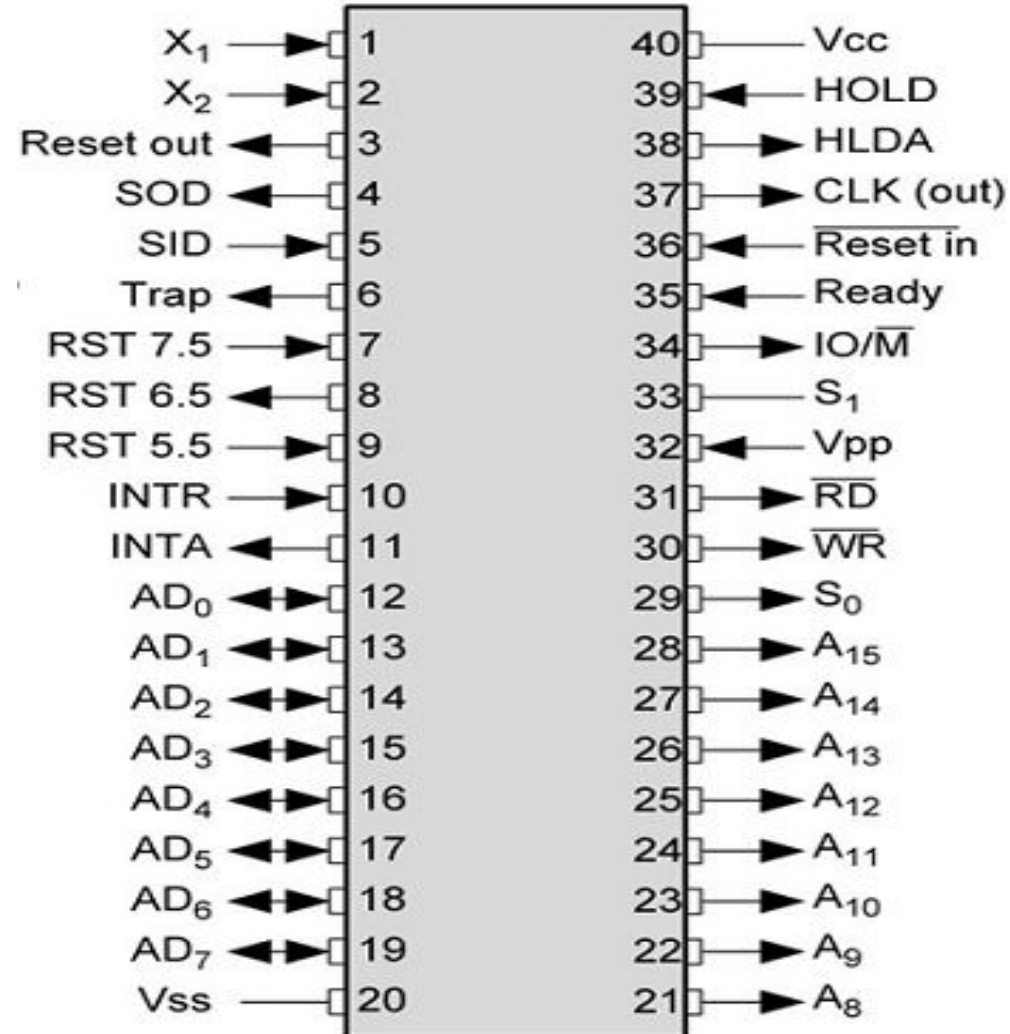 X₁ 1 40 Vcc
X₂ 2 39 HOLD
Reset out 3 38 HLDA
SOD 4 37 CLK (out)
SID 5 36 R̅e̅s̅e̅t̅ ̅i̅n
Trap 6 35 Ready
RST 7.5 7 34 IO/M̅
RST 6.5 8 33 S₁
RST 5.5 9 32 Vpp
INTR 10 31 R̅D̅
INTA 11 30 W̅R̅
AD₀ 12 29 S₀
AD₁ 13 28 A₁₅
AD₂ 14 27 A₁₄
AD₃ 15 26 A₁₃
AD₄ 16 25 A₁₂
AD₅ 17 24 A₁₁
AD₆ 18 23 A₁₀
AD₇ 19 22 A₉
Vss 20 21 A₈